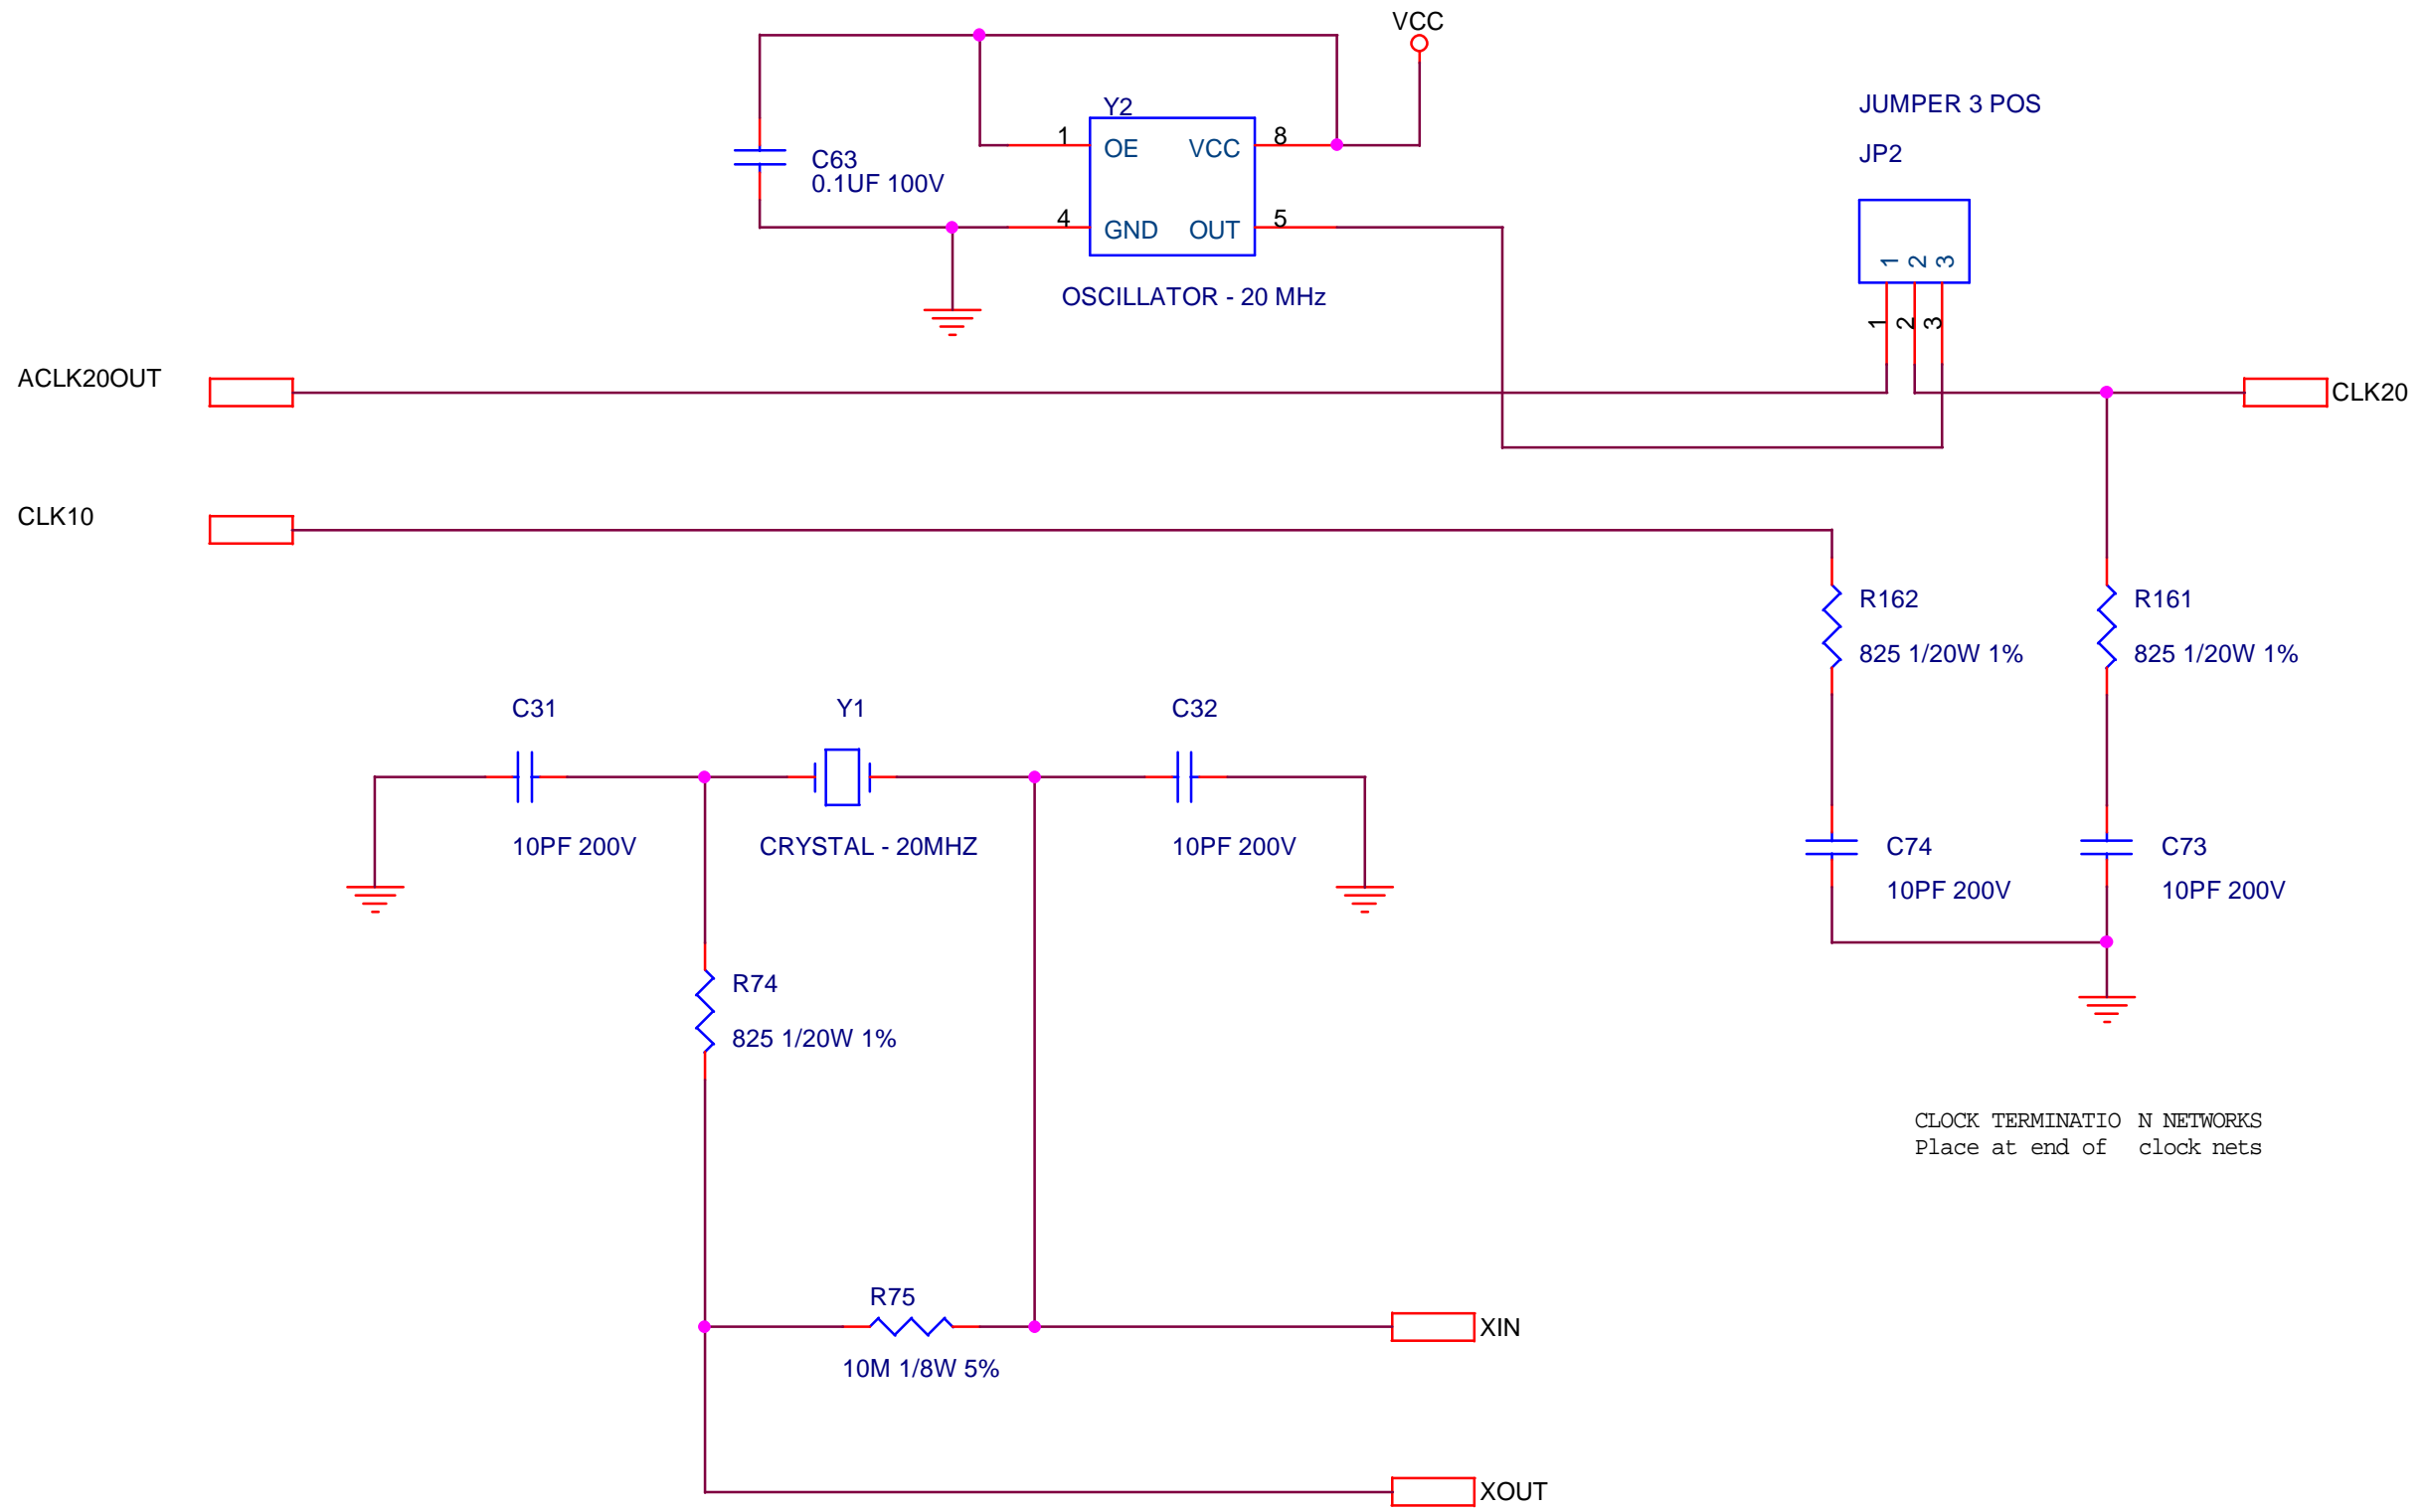 VCC
JUMPER 3 POS
JP2
Y2
1
OE
VCC
8
C63
0.1UF 100V
4
GND
OUT
5
OSCILLATOR - 20 MHz
1
2
3
1
2
3
ACLK20OUT
CLK20
CLK10
R162
825 1/20W 1%
R161
825 1/20W 1%
C31
Y1
C32
10PF 200V
CRYSTAL - 20MHZ
10PF 200V
C74
10PF 200V
C73
10PF 200V
R74
825 1/20W 1%
CLOCK TERMINATIO N NETWORKS
Place at end of clock nets
R75
10M 1/8W 5%
XIN
XOUT